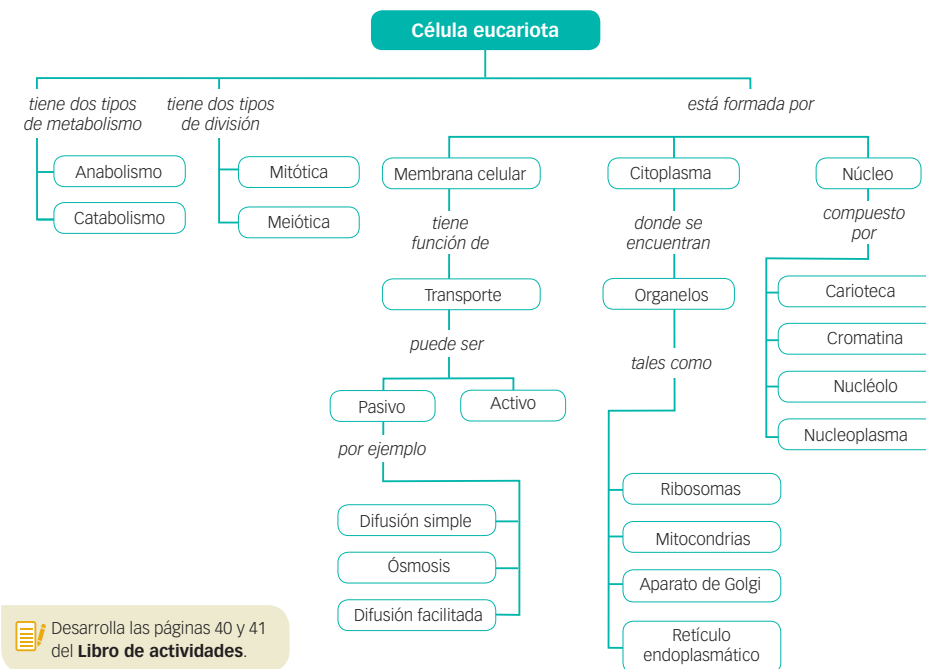 Célula eucariota
tiene dos tipos
de metabolismo
Anabolismo
Catabolismo
tiene dos tipos
de división
Mitótica
Meiótica
está formada por
Membrana celular
tiene
función de
Transporte
puede ser
Pasivo
Activo
por ejemplo
Difusión simple
Ósmosis
Difusión facilitada
Citoplasma
donde se
encuentran
Organelos
tales como
Ribosomas
Mitocondrias
Aparato de Golgi
Retículo
endoplasmático
Núcleo
compuesto
por
Carioteca
Cromatina
Nucléolo
Nucleoplasma
Desarrolla las páginas 40 y 41
del Libro de actividades.